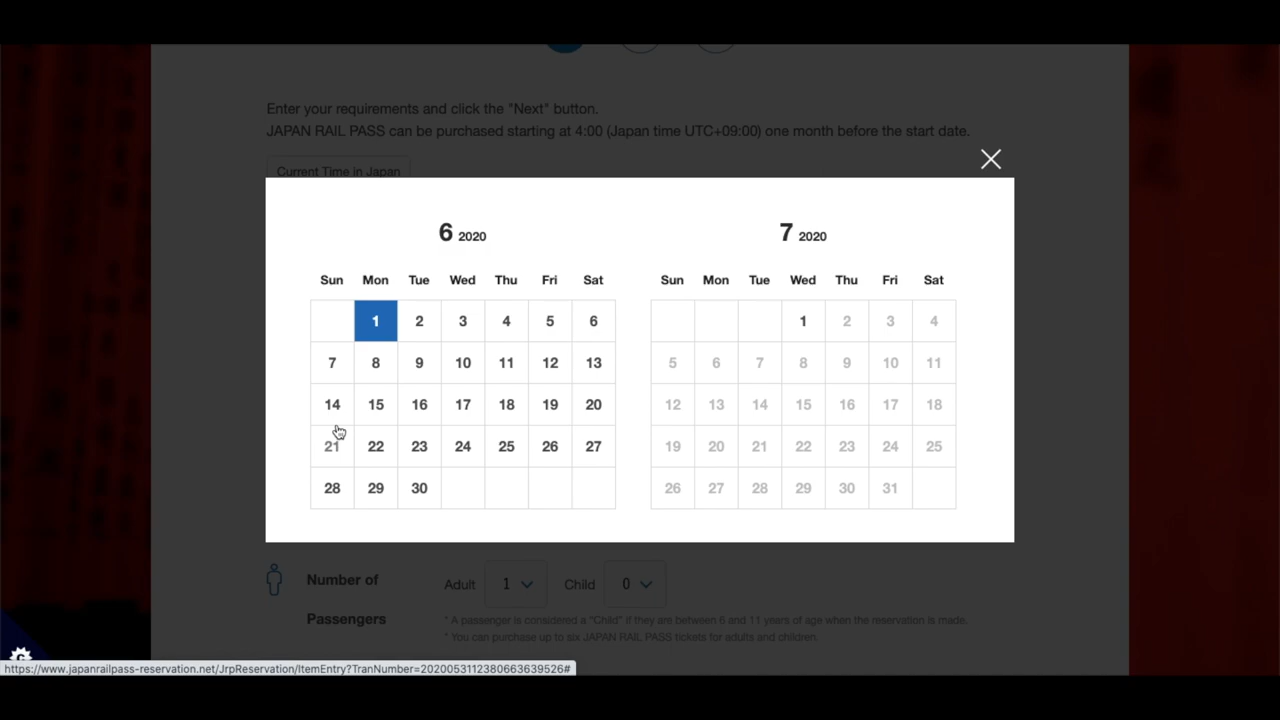 Enter your requirements and click the "Next" button.
JAPAN RAIL PASS can be purchased starting at 4:00 (Japan time UTC+09:00) one month before the start date.
Current Time in Japan
6 2020
Sun Mon Tue Wed Thu Fri Sat
1 2 3 4 5 6
7 8 9 10 11 12 13
14 15 16 17 18 19 20
21 22 23 24 25 26 27
28 29 30
7 2020
Sun Mon Tue Wed Thu Fri Sat
1 2 3 4
5 6 7 8 9 10 11
12 13 14 15 16 17 18
19 20 21 22 23 24 25
26 27 28 29 30 31
Number of
Passengers
Adult 1 Child 0
* A passenger is considered a "Child" if they are between 6 and 11 years of age when the reservation is made.
* You can purchase up to six JAPAN RAIL PASS tickets for adults and children.
https://www.japanrailpass-reservation.net/JrpReservation/ItemEntry?TranNumber=2020053112380663639526#